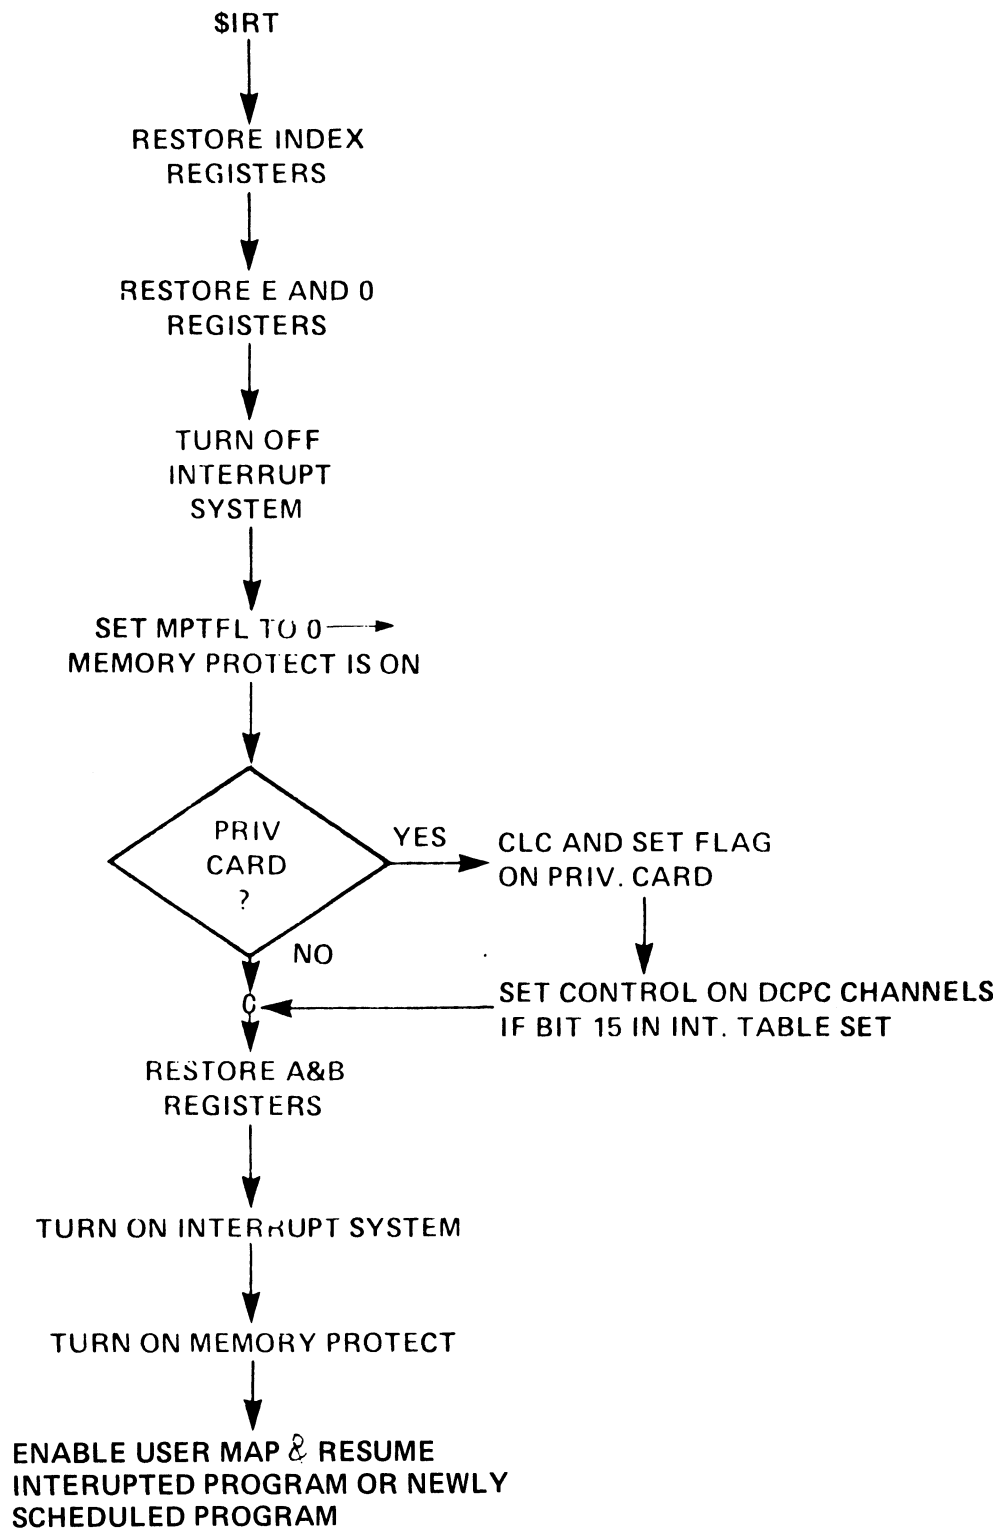 $IRT
RESTORE INDEX
REGISTERS
RESTORE E AND 0
REGISTERS
TURN OFF
INTERRUPT
SYSTEM
SET MPTFL TO 0
MEMORY PROTECT IS ON
PRIV
CARD
?
YES
CLC AND SET FLAG
ON PRIV. CARD
NO
SET CONTROL ON DCPC CHANNELS
IF BIT 15 IN INT. TABLE SET
C
RESTORE A&B
REGISTERS
TURN ON INTERRUPT SYSTEM
TURN ON MEMORY PROTECT
ENABLE USER MAP & RESUME
INTERUPTED PROGRAM OR NEWLY
SCHEDULED PROGRAM